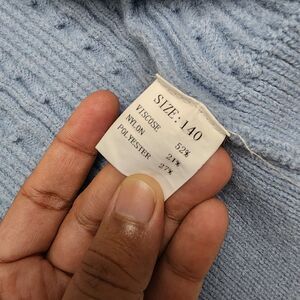 SIZE: 140
VISCOSE 52%
NYLON 21%
POLYESTER 27%